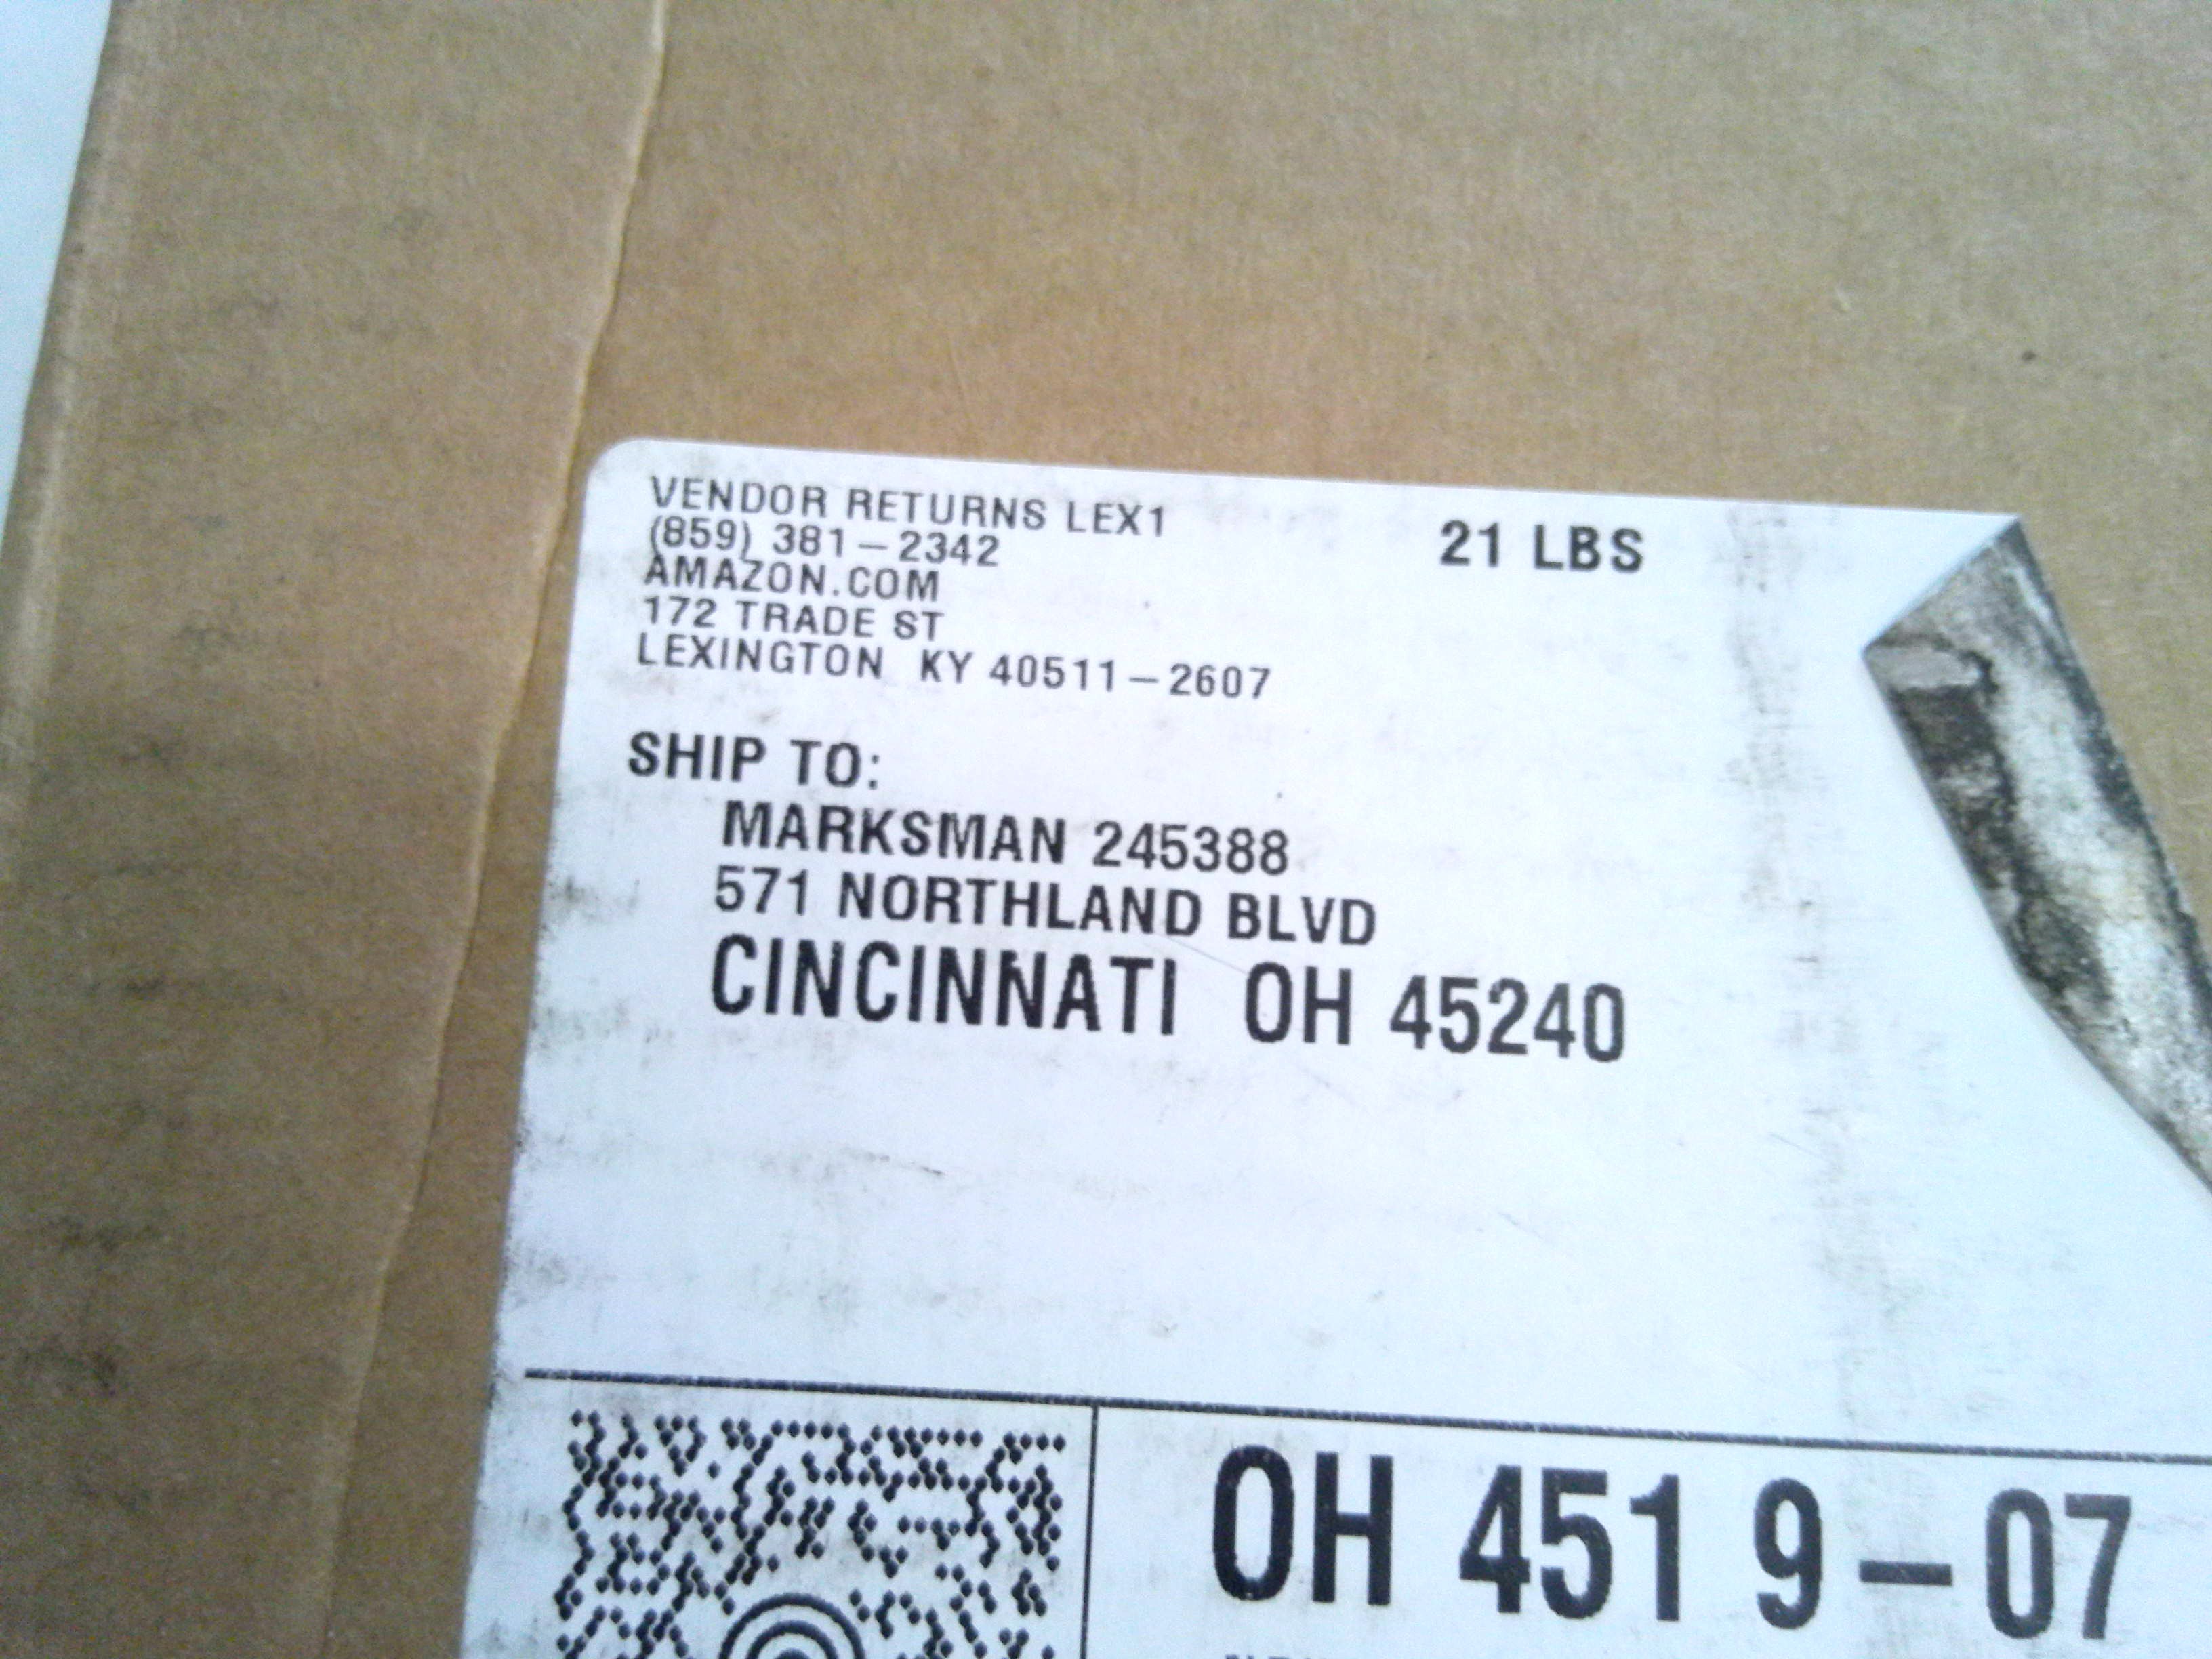 VENDOR RETURNS LEX1
21 LBS
(859) 381-2342
AMAZON.COM
172 TRADE ST
LEXINGTON KY 40511-2607
SHIP TO:
MARKSMAN 245388
571 NORTHLAND BLVD
CINCINNATI OH 45240
OH 451 9-07